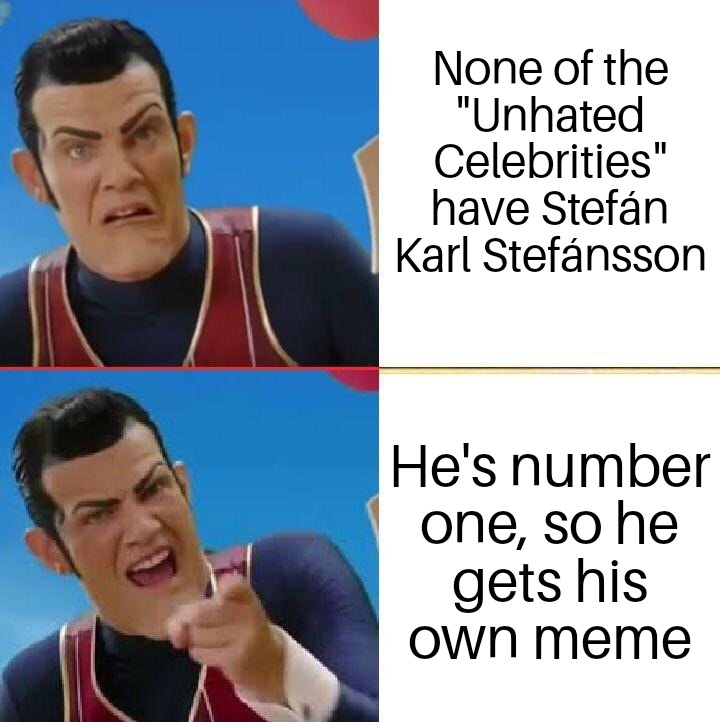 None of the
"Unhated
Celebrities"
have Stefán
Karl Stefánsson
He's number
one, so he
gets his
own meme